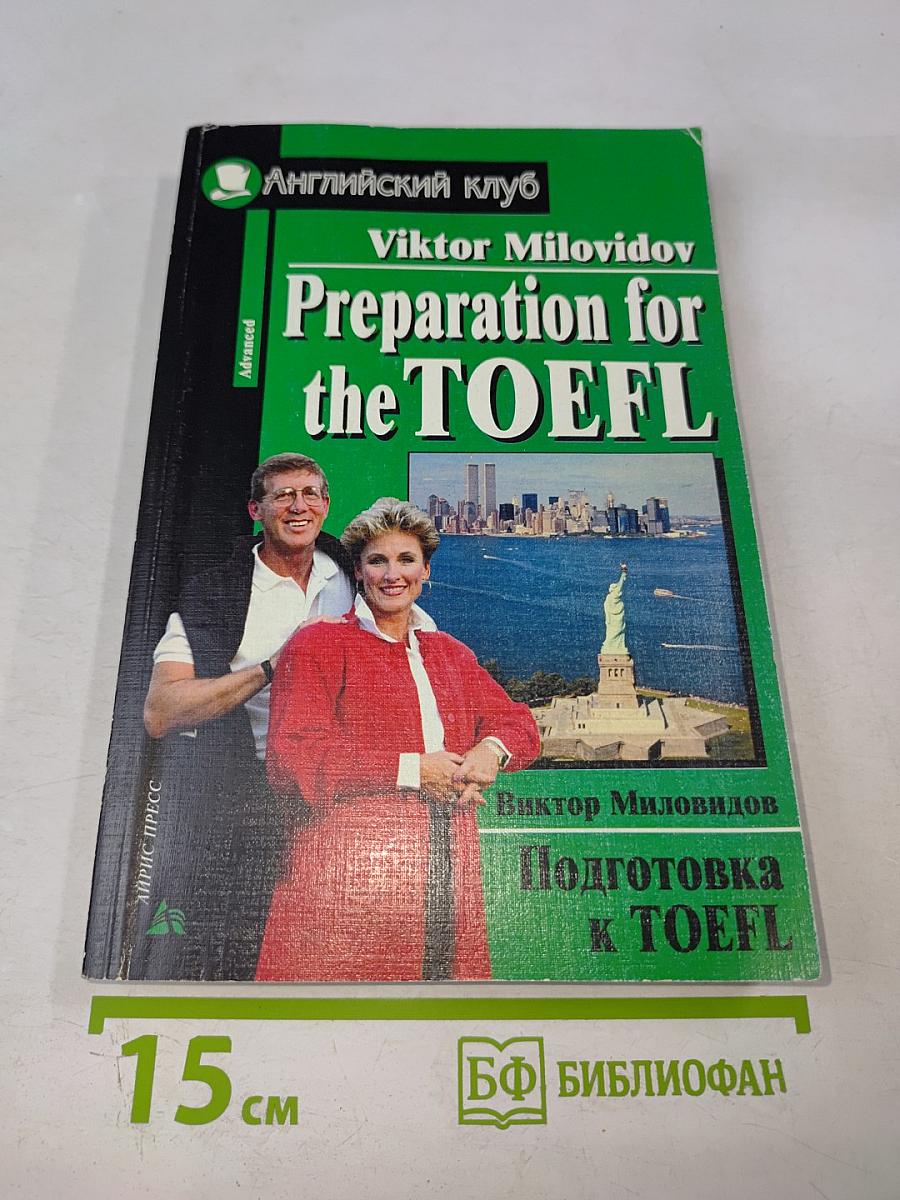 Английский клуб
Advanced
Viktor Milovidov
Preparation for
the TOEFL
Виктор Миловидов
Подготовка
к TOEFL
АЙРИС ПРЕСС
15 см
БФ БИБЛИОФАН